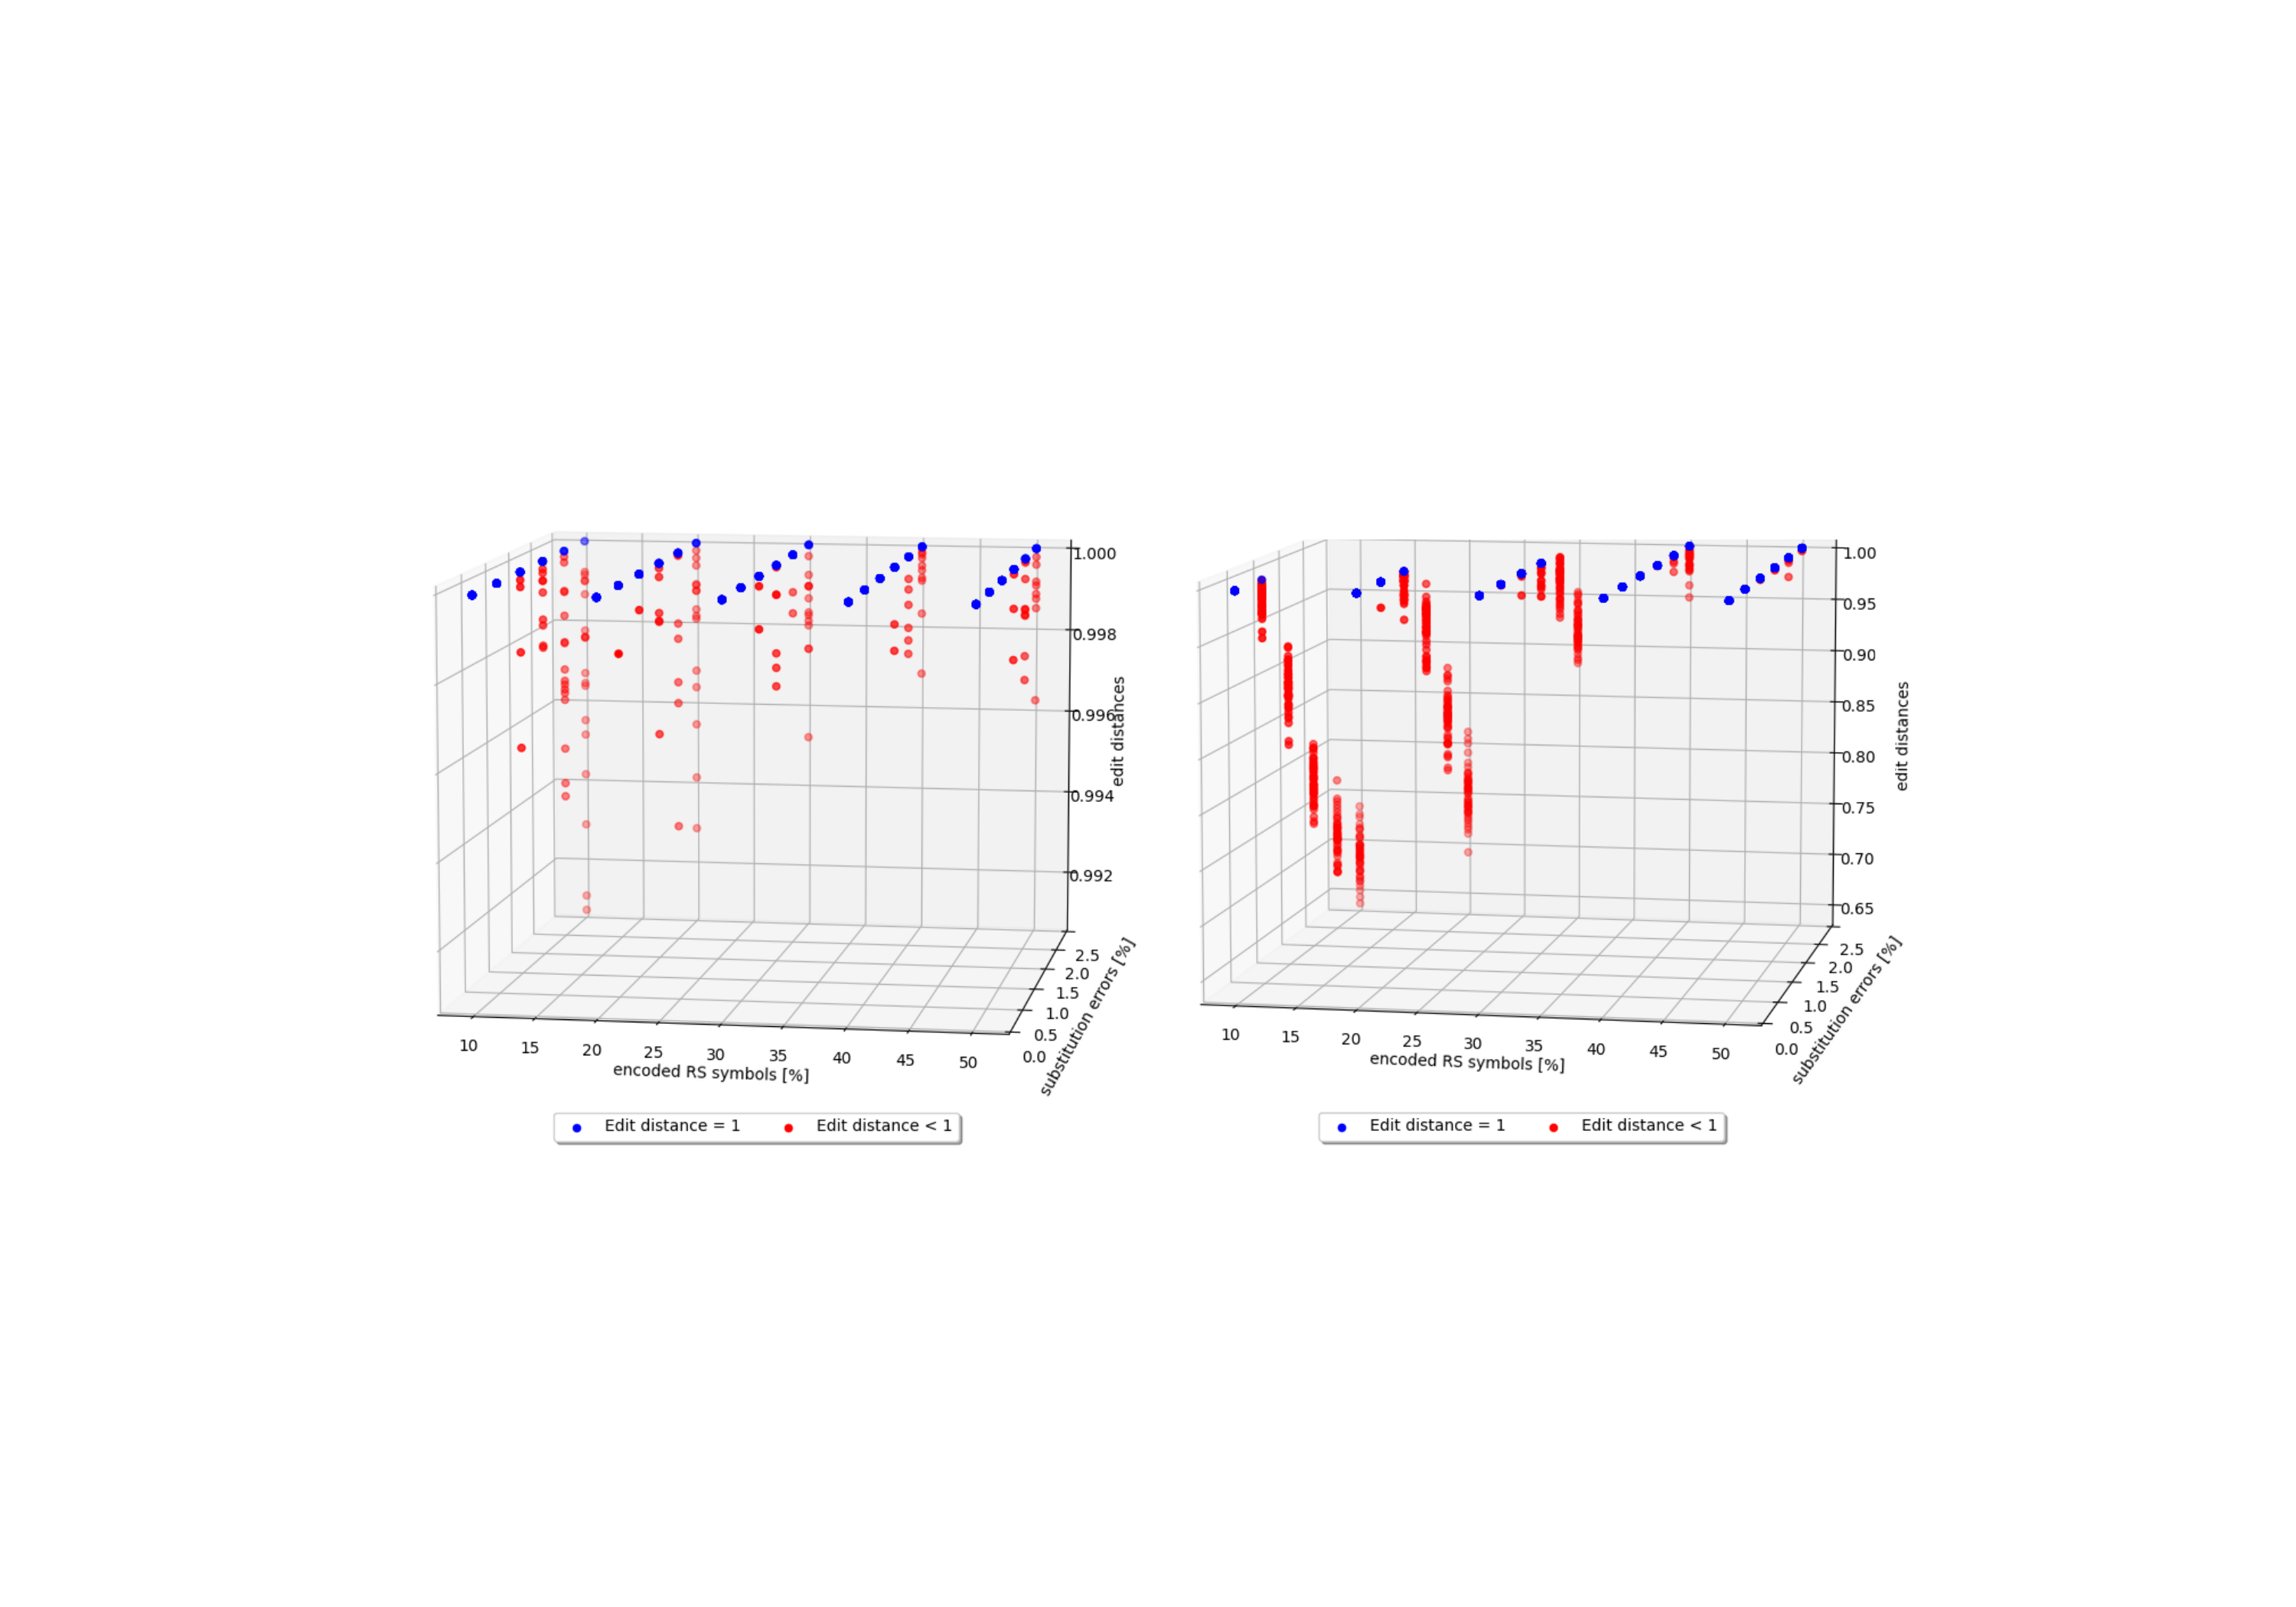 1.000
0.998
0.996
0.994
0.992
edit distances
2.5
2.0
1.5
1.0
0.5
0.0
substitution errors [%]
10 15 20 25 30 35 40 45 50
encoded RS symbols [%]
Edit distance = 1 Edit distance < 1
1.00
0.95
0.90
0.85
0.80
0.75
0.70
0.65
edit distances
2.5
2.0
1.5
1.0
0.5
0.0
substitution errors [%]
10 15 20 25 30 35 40 45 50
encoded RS symbols [%]
Edit distance = 1 Edit distance < 1